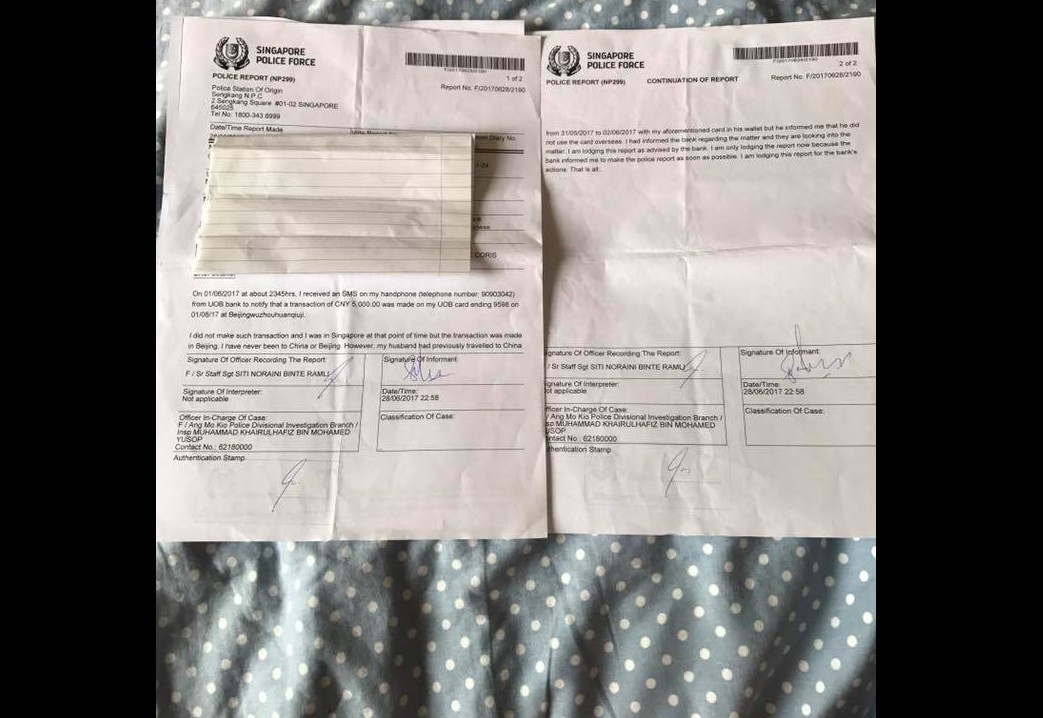 SINGAPORE
POLICE FORCE
1 of 2
POLICE REPORT (NP299)
Report No. F/20170628/2190
Police Station Of Origin
Sengkang N.P.C
2 Sengkang Square #01-02 SINGAPORE
545025
Tel No: 1800-343 8999
Date/Time Report Made
Diary No.
CORIS
On 01/06/2017 at about 2345hrs, I received an SMS on my handphone (telephone number: 90903042)
from UOB bank to notify that a transaction of CNY 5,000.00 was made on my UOB card ending 9598 on
01/06/17 at Beijingwuzhouhuanqiuji.
I did not make such transaction and I was in Singapore at that point of time but the transaction was made
in Beijing. I have never been to China or Beijing. However, my husband had previously travelled to China
Signature Of Officer Recording The Report:
F / Sr Staff Sgt SITI NORAINI BINTE RAMLI
Signature Of Informant:
Signature Of Interpreter:
Not applicable
Date/Time:
28/06/2017 22:58
Officer In-Charge Of Case:
F / Ang Mo Kio Police Divisional Investigation Branch /
Insp MUHAMMAD KHAIRULHAFIZ BIN MOHAMED
YUSOP
Contact No.: 62180000
Classification Of Case:
Authentication Stamp
SINGAPORE
POLICE FORCE
2 of 2
POLICE REPORT (NP299) CONTINUATION OF REPORT
Report No. F/20170628/2190
from 31/05/2017 to 02/06/2017 with my aforementioned card in his wallet but he informed me that he did
not use the card overseas. I had informed the bank regarding the matter and they are looking into the
matter. I am lodging this report as advised by the bank. I am only lodging the report now because the
bank informed me to make the police report as soon as possible. I am lodging this report for the bank's
actions. That is all.
ignature Of Officer Recording The Report:
/ Sr Staff Sgt SITI NORAINI BINTE RAMLI
Signature Of Informant:
ignature Of Interpreter:
ot applicable
Date/Time:
28/06/2017 22:58
fficer In-Charge Of Case:
/ Ang Mo Kio Police Divisional Investigation Branch /
sp MUHAMMAD KHAIRULHAFIZ BIN MOHAMED
USOP
ntact No.: 62180000
Classification Of Case:
thentication Stamp